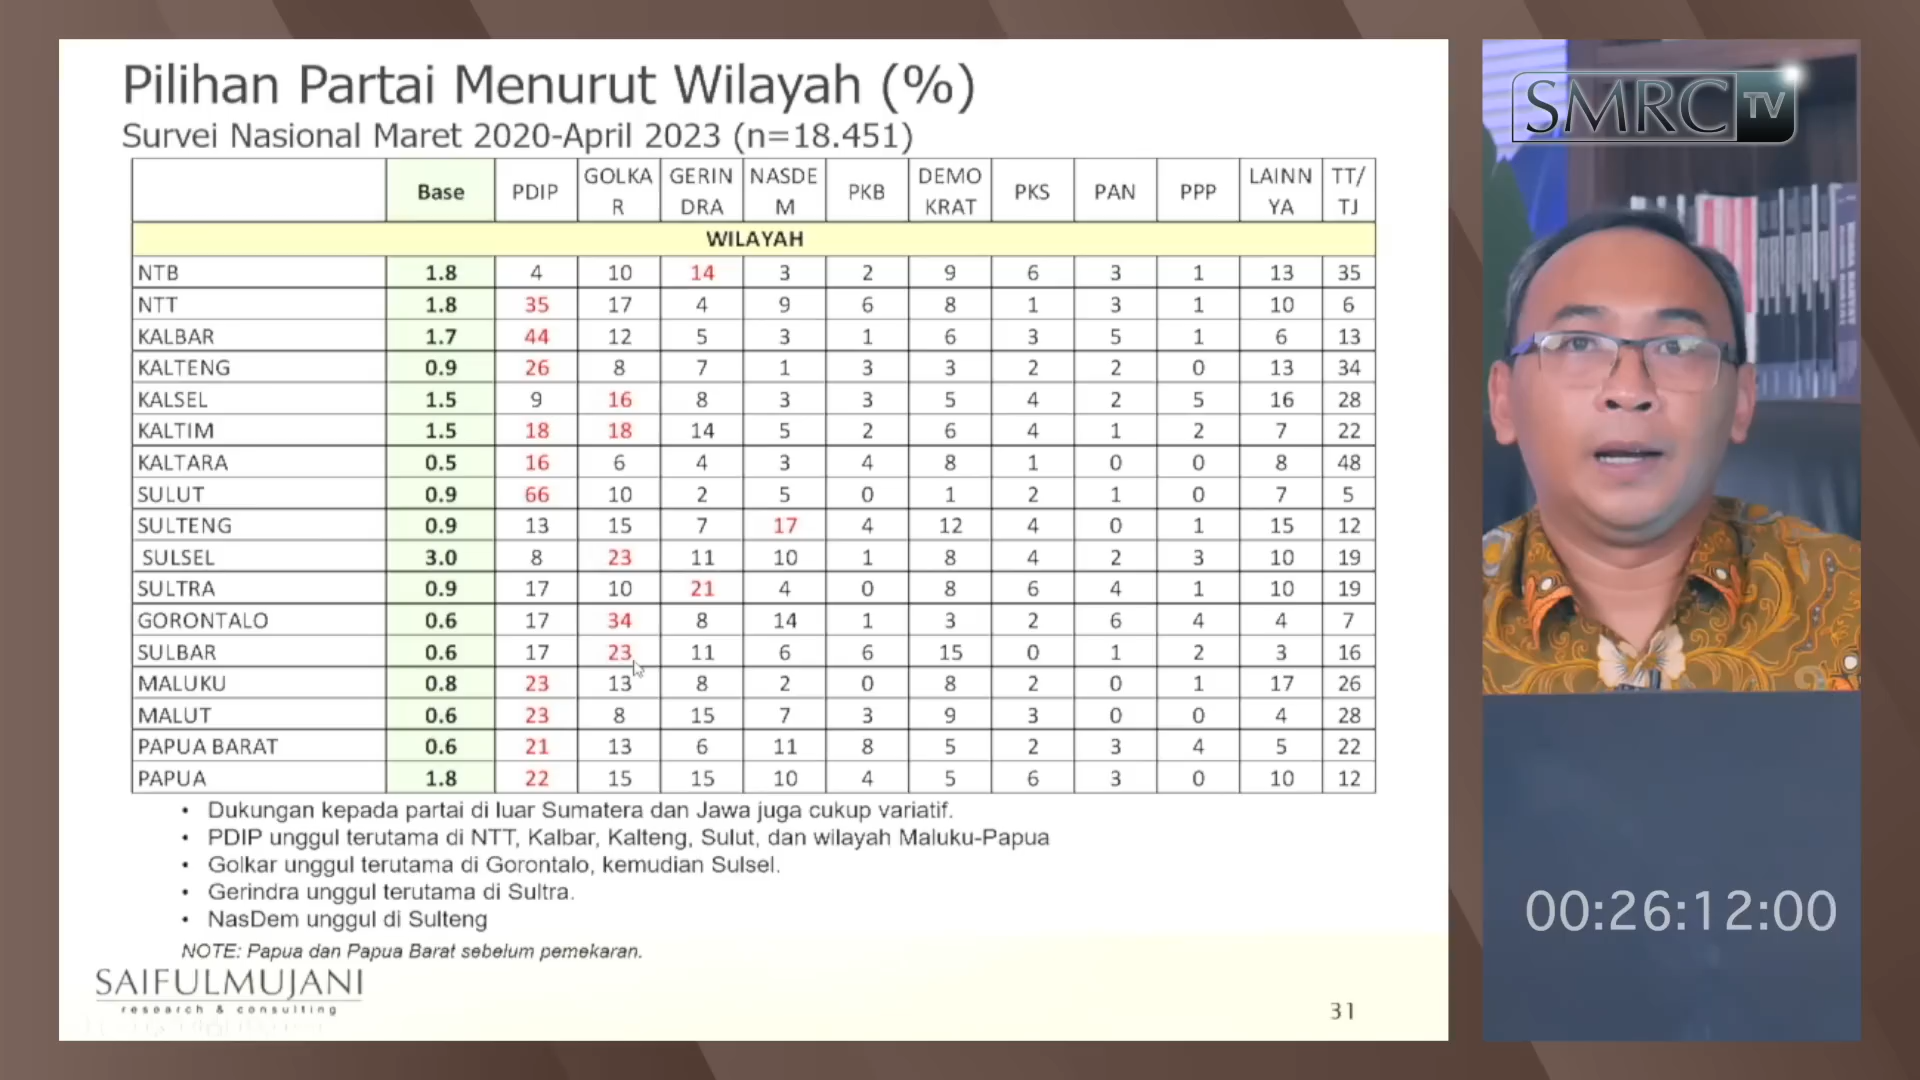 Pilihan Partai Menurut Wilayah (%)
Survei Nasional Maret 2020-April 2023 (n=18.451)
Base PDIP GOLKA R GERIN DRA NASDE M PKB DEMO KRAT PKS PAN PPP LAINN YA TT/ TJ
WILAYAH
NTB 1.8 4 10 14 3 2 9 6 3 1 13 35
NTT 1.8 35 17 4 9 6 8 1 3 1 10 6
KALBAR 1.7 44 12 5 3 1 6 3 5 1 6 13
KALTENG 0.9 26 8 7 1 3 3 2 2 0 13 34
KALSEL 1.5 9 16 8 3 3 5 4 2 5 16 28
KALTIM 1.5 18 18 14 5 2 6 4 1 2 7 22
KALTARA 0.5 16 6 4 3 4 8 1 0 0 8 48
SULUT 0.9 66 10 2 5 0 1 2 1 0 7 5
SULTENG 0.9 13 15 7 17 4 12 4 0 1 15 12
SULSEL 3.0 8 23 11 10 1 8 4 2 3 10 19
SULTRA 0.9 17 10 21 4 0 8 6 4 1 10 19
GORONTALO 0.6 17 34 8 14 1 3 2 6 4 4 7
SULBAR 0.6 17 23 11 6 6 15 0 1 2 3 16
MALUKU 0.8 23 13 8 2 0 8 2 0 1 17 26
MALUT 0.6 23 8 15 7 3 9 3 0 0 4 28
PAPUA BARAT 0.6 21 13 6 11 8 5 2 3 4 5 22
PAPUA 1.8 22 15 15 10 4 5 6 3 0 10 12
• Dukungan kepada partai di luar Sumatera dan Jawa juga cukup variatif.
• PDIP unggul terutama di NTT, Kalbar, Kalteng, Sulut, dan wilayah Maluku-Papua
• Golkar unggul terutama di Gorontalo, kemudian Sulsel.
• Gerindra unggul terutama di Sultra.
• NasDem unggul di Sulteng
NOTE: Papua dan Papua Barat sebelum pemekaran.
SAIFULMUJANI
research & consulting
31
SMRC TV
00:26:12:00